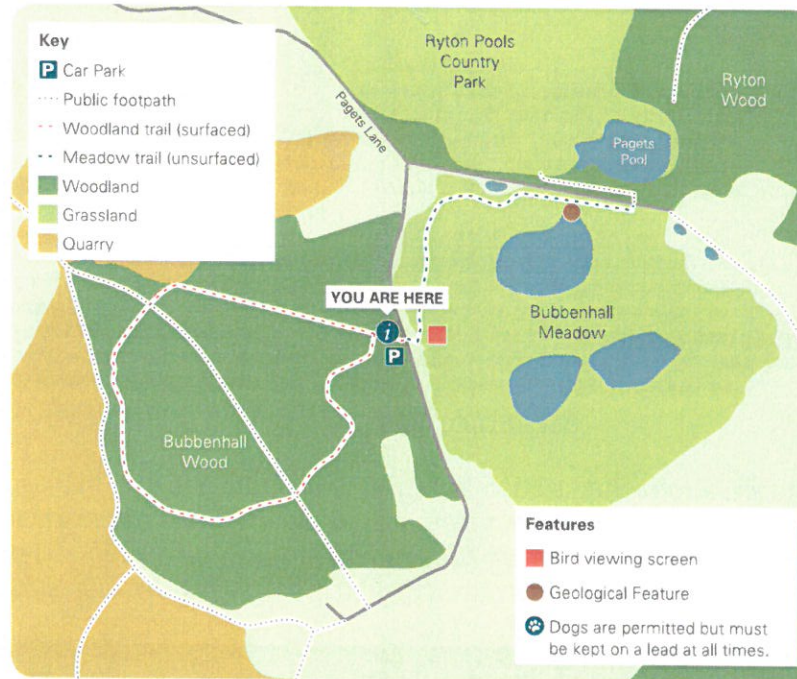 Key
P Car Park
Public footpath
Woodland trail (surfaced)
Meadow trail (unsurfaced)
Woodland
Grassland
Quarry
Ryton Pools
Country
Park
Ryton
Wood
Pagets Lane
Pagets
Pool
YOU ARE HERE
i
P
Bubbenhall
Meadow
Bubbenhall
Wood
Features
Bird viewing screen
Geological Feature
Dogs are permitted but must
be kept on a lead at all times.